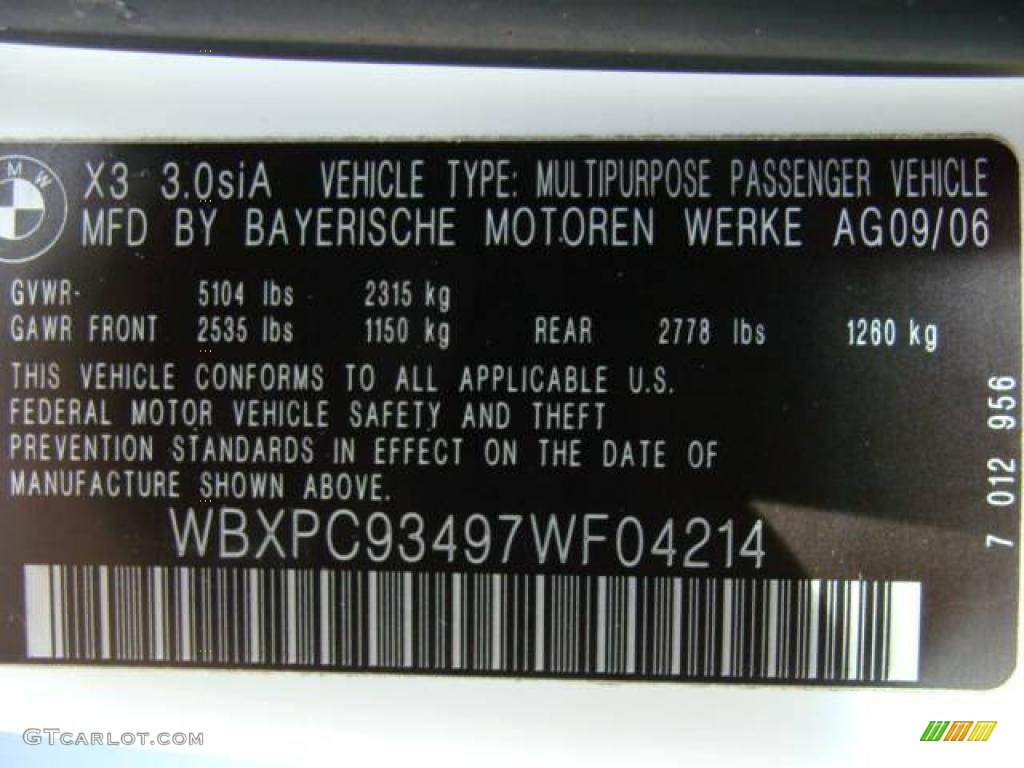 M W
X3 3.0siA VEHICLE TYPE: MULTIPURPOSE PASSENGER VEHICLE
MFD BY BAYERISCHE MOTOREN WERKE AG09/06
GVWR- 5104 lbs 2315 kg
GAWR FRONT 2535 lbs 1150 kg REAR 2778 lbs 1260 kg
THIS VEHICLE CONFORMS TO ALL APPLICABLE U.S.
FEDERAL MOTOR VEHICLE SAFETY AND THEFT
PREVENTION STANDARDS IN EFFECT ON THE DATE OF
MANUFACTURE SHOWN ABOVE.
WBXPC93497WF04214
7 012 956
GTCARLOT.COM